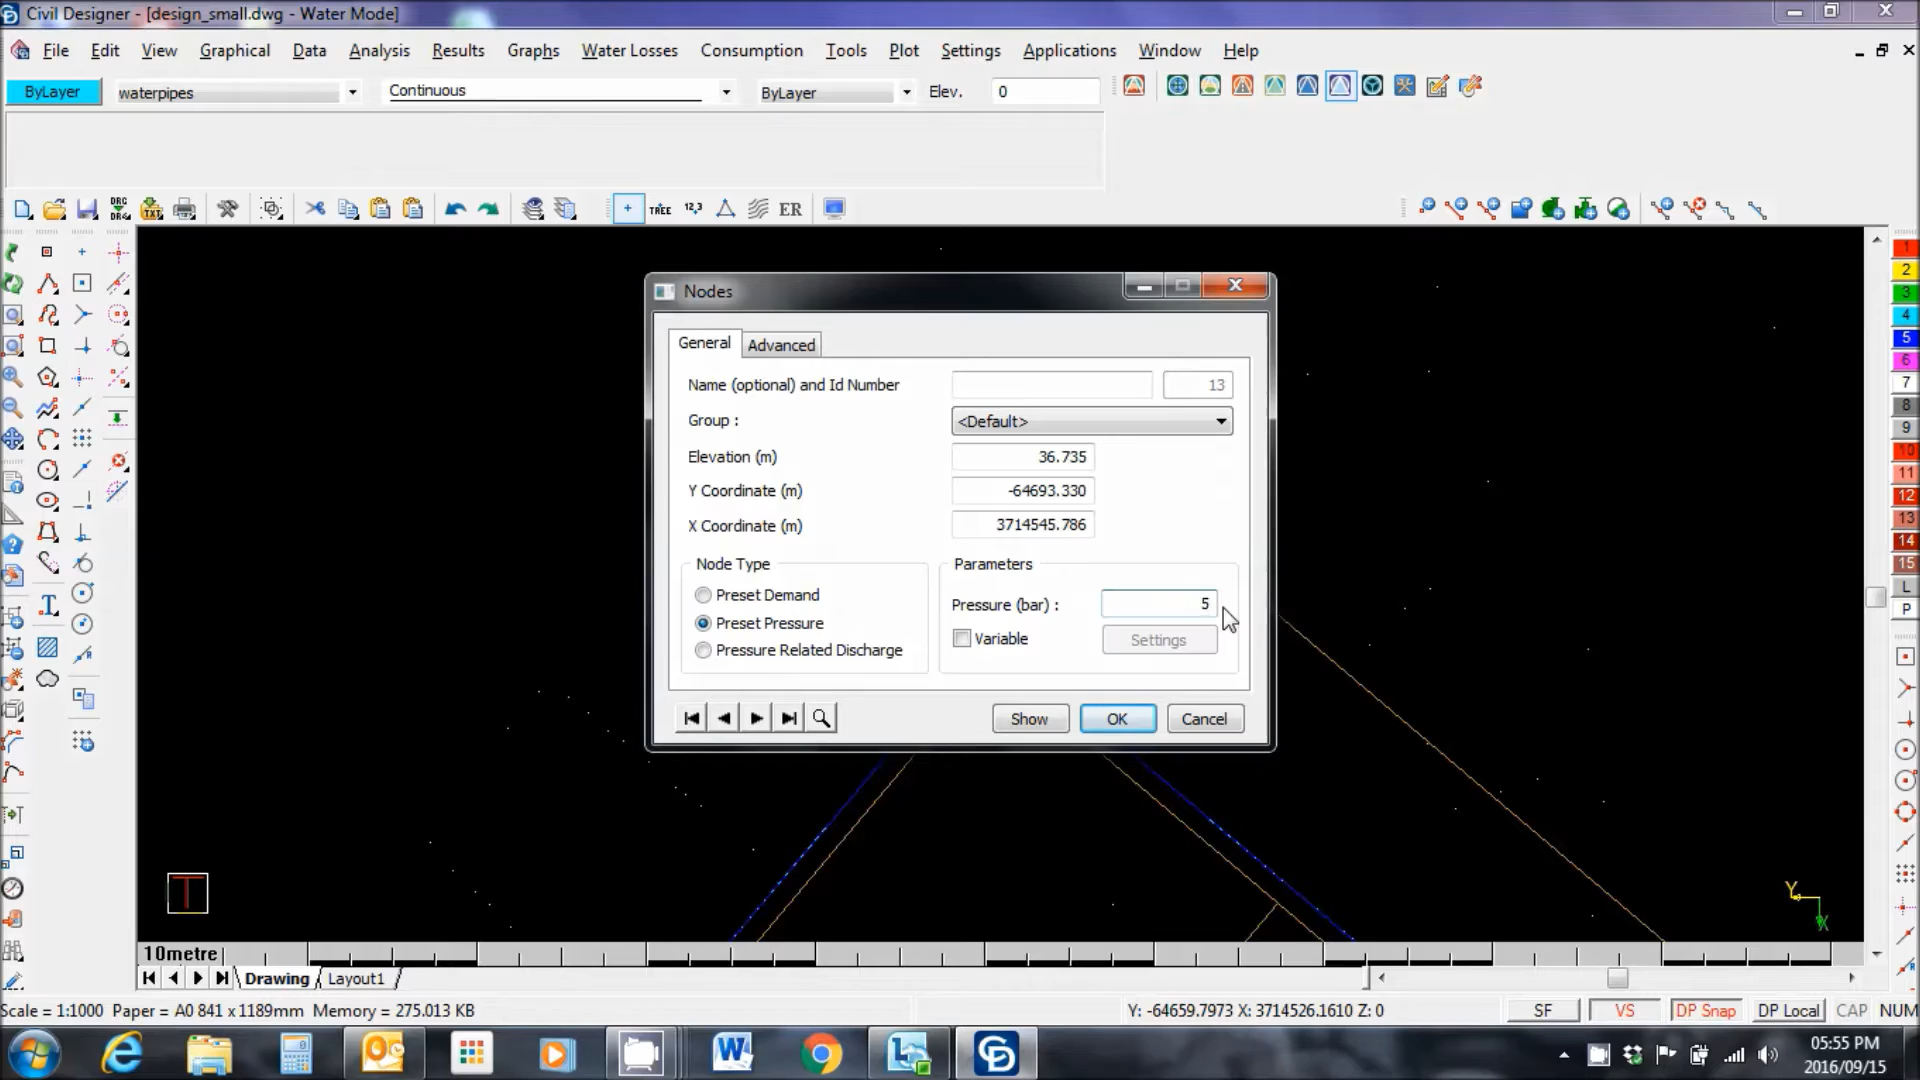 Civil Designer - [design_small.dwg - Water Mode]
File Edit View Graphical Data Analysis Results Graphs Water Losses Consumption Tools Plot Settings Applications Window Help
ByLayer waterpipes Continuous ByLayer Elev. 0
TREE 12,3 ER
Nodes
General Advanced
Name (optional) and Id Number 13
Group : <Default>
Elevation (m) 36.735
Y Coordinate (m) -64693.330
X Coordinate (m) 3714545.786
Node Type Parameters
Preset Demand
Pressure (bar) : 5
Preset Pressure
Variable Settings
Pressure Related Discharge
Show OK Cancel
1
2
3
4
5
6
7
8
9
10
11
12
13
14
15
L
P
T
Y
X
10metre
Drawing Layout1
Scale = 1:1000 Paper = A0 841 x 1189mm Memory = 275.013 KB Y: -64659.7973 X: 3714526.1610 Z: 0 SF VS DP Snap DP Local CAP NUM
05:55 PM
2016/09/15